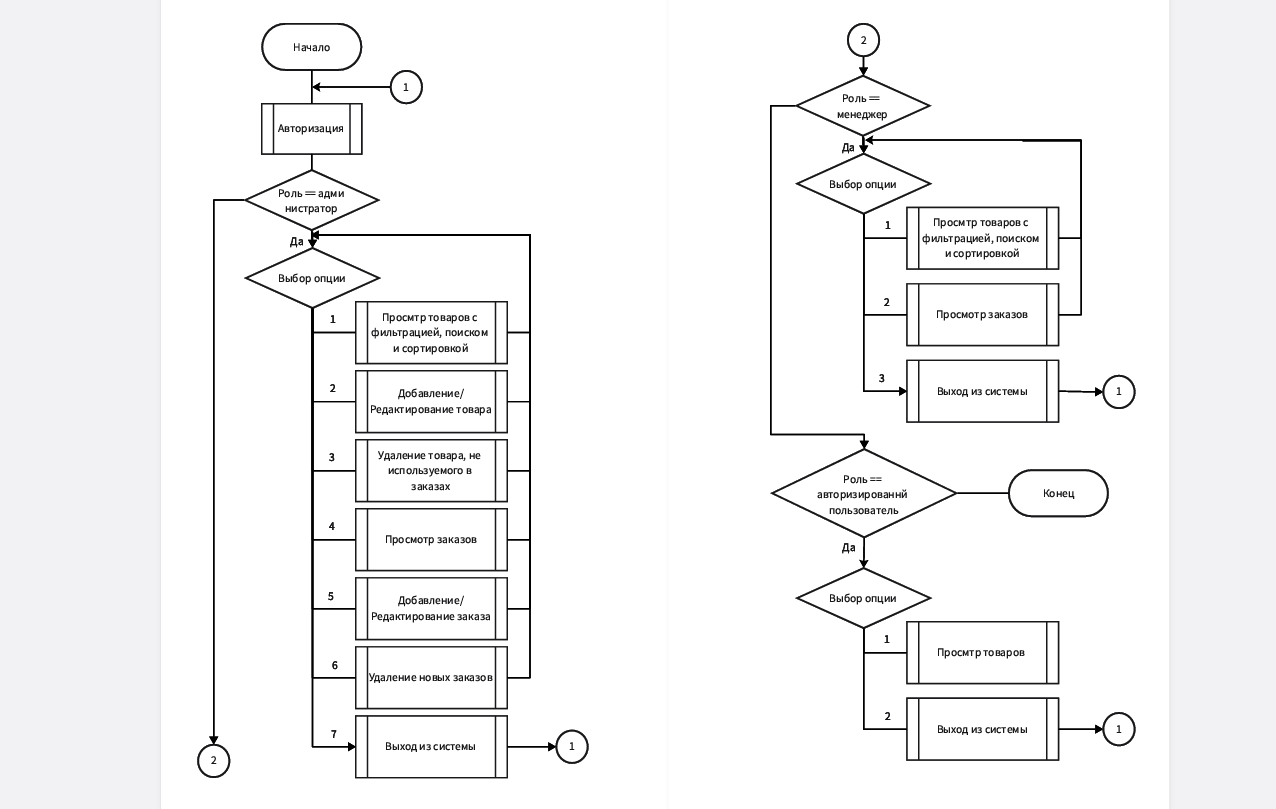 Начало
1
Авторизация
Роль == адми
нистратор
Да
Выбор опции
1
Просмтр товаров с
фильтрацией, поиском
и сортировкой
2
Добавление/
Редактирование товара
3
Удаление товара, не
используемого в
заказах
4
Просмотр заказов
5
Добавление/
Редактирование заказа
6
Удаление новых заказов
7
Выход из системы
1
2
2
Роль ==
менеджер
Да
Выбор опции
1
Просмтр товаров с
фильтрацией, поиском
и сортировкой
2
Просмотр заказов
3
Выход из системы
1
Роль ==
авторизированнй
пользователь
Конец
Да
Выбор опции
1
Просмтр товаров
2
Выход из системы
1